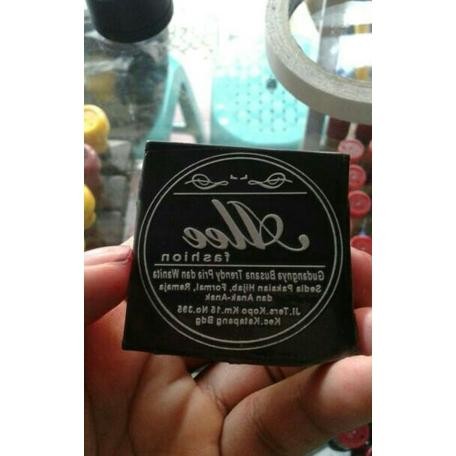 Alee
fashion
Gudangnya Busana Trendy Pria dan Wanita
Sedia Pakaian Hijab, Formal, Remaja
dan Anak-Anak
Jl.Ters.Kopo Km.15 No.395
Kec.Katapang Bdg